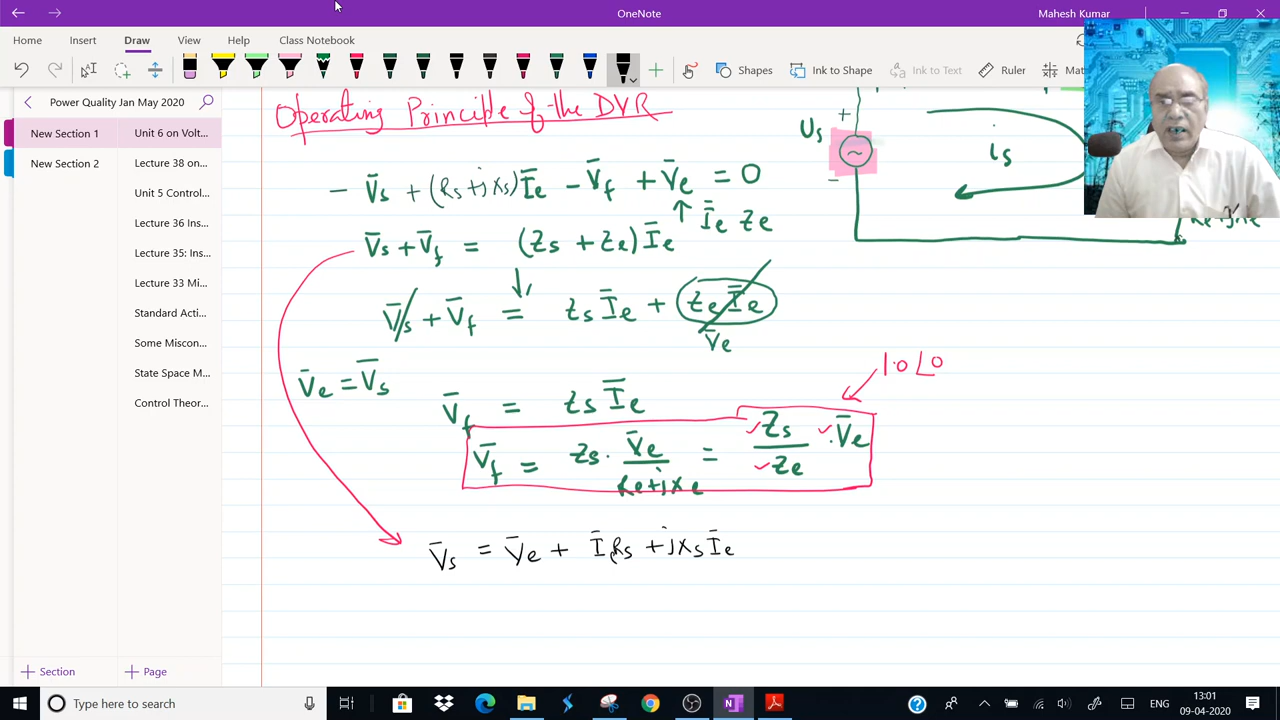 OneNote
Mahesh Kumar
Home Insert Draw View Help Class Notebook
Shapes Ink to Shape Ink to Text Ruler
Power Quality Jan May 2020
New Section 1
New Section 2
Unit 6 on Volt...
Lecture 38 on...
Unit 5 Control...
Lecture 36 Ins...
Lecture 35: Ins...
Lecture 33 Mi...
Standard Acti...
Some Miscon...
State Space M...
Control Theor...
Section
Page
Operating Principle of the DVR
- V̄s + (Rs+jXs) Īe - V̄f + V̄e = 0
↑ Īe Ze
V̄s + V̄f = (Zs + Ze) Īe
V̄s + V̄f = Zs Īe + Ze Īe
V̄e
V̄e = V̄s
V̄f = Zs Īe
V̄f = Zs · V̄e / Re+jXe = Zs / Ze · V̄e
1.0 ∠0
V̄s = V̄e + Ī Rs + jXs Īe
+
Us
~
-
is
Type here to search
ENG
13:01
09-04-2020